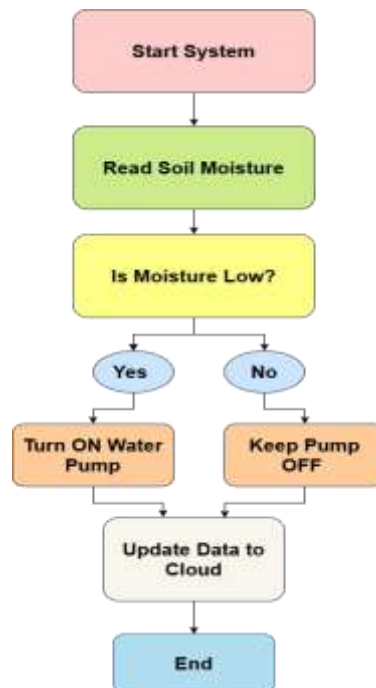 Start System
Read Soil Moisture
Is Moisture Low?
Yes
No
Turn ON Water
Pump
Keep Pump
OFF
Update Data to
Cloud
End